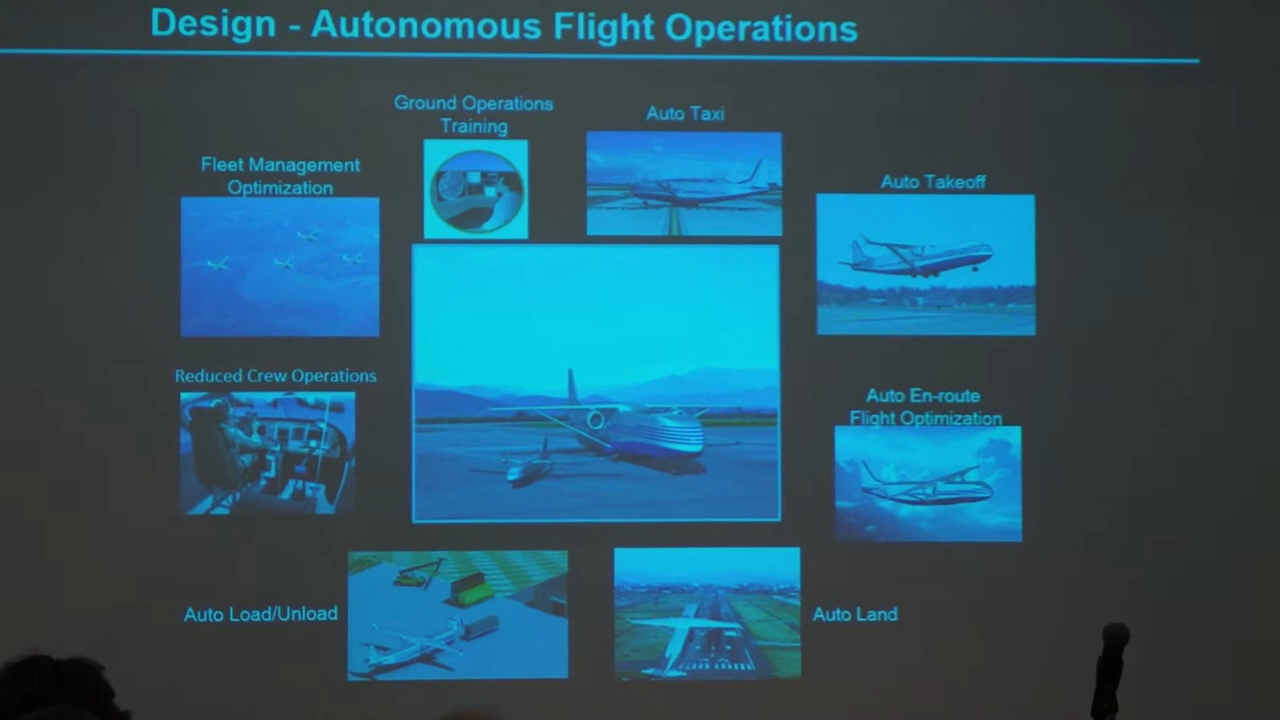 Design - Autonomous Flight Operations
Ground Operations
Training
Auto Taxi
Fleet Management
Optimization
Auto Takeoff
Reduced Crew Operations
Auto En-route
Flight Optimization
Auto Load/Unload
Auto Land